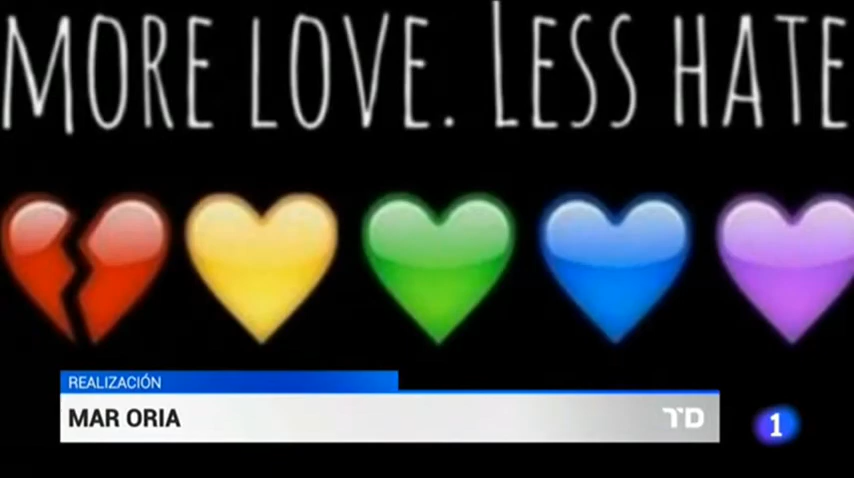 MORE LOVE. LESS HATE
REALIZACIÓN
MAR ORIA
TD
1